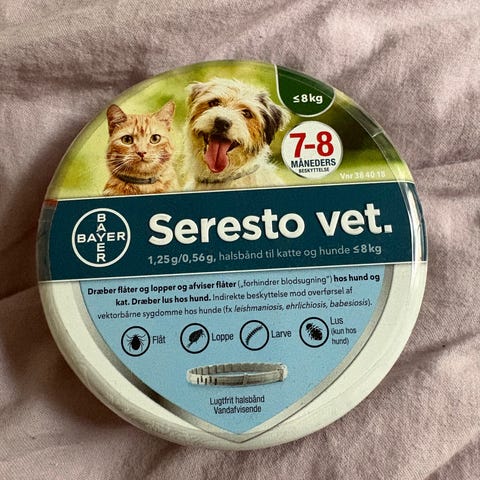 ≤8kg
7-8
MÅNEDERS
BESKYTTELSE
Vnr 38 40 18
BAYER
BAYER
Seresto vet.
1,25g/0,56g, halsbånd til katte og hunde ≤8kg
Dræber flåter og lopper og afviser flåter („forhindrer blodsugning") hos hund og
kat. Dræber lus hos hund. Indirekte beskyttelse mod overførsel af
vektorbårne sygdomme hos hunde (fx leishmaniosis, ehrlichiosis, babesiosis).
Flåt
Loppe
Larve
Lus
(kun hos
hund)
Lugtfrit halsbånd
Vandafvisende